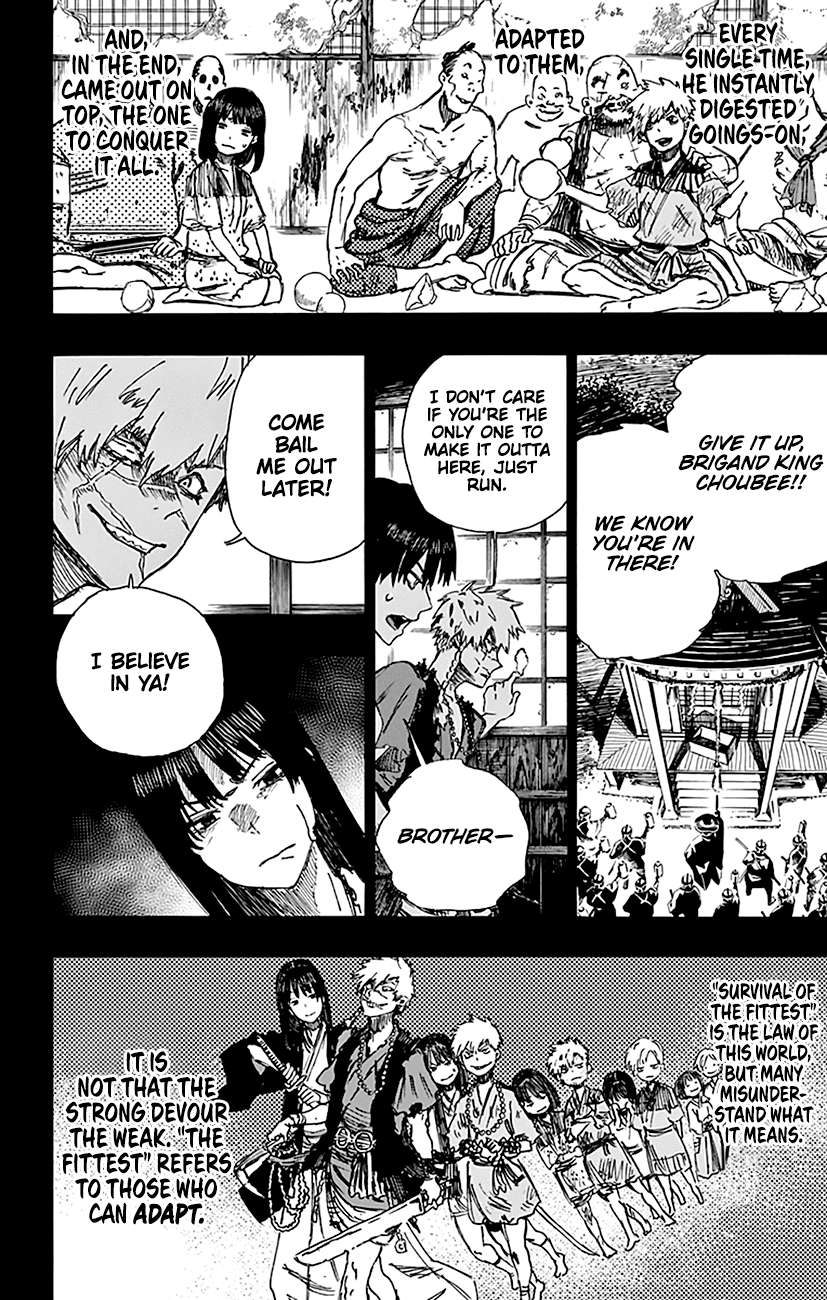 EVERY
SINGLE TIME,
HE INSTANTLY
DIGESTED
GOINGS-ON,
ADAPTED
TO THEM,
AND,
IN THE END,
CAME OUT ON
TOP, THE ONE
TO CONQUER
IT ALL.
GIVE IT UP,
BRIGAND KING
CHOUBEE!!
WE KNOW
YOU'RE IN
THERE!
I DON'T CARE
IF YOU'RE THE
ONLY ONE TO
MAKE IT OUTTA
HERE, JUST
RUN.
BROTHER—
COME
BAIL
ME OUT
LATER!
I BELIEVE
IN YA!
"SURVIVAL OF
THE FITTEST"
IS THE LAW OF
THIS WORLD,
BUT MANY
MISUNDER-
STAND WHAT
IT MEANS.
IT IS
NOT THAT THE
STRONG DEVOUR
THE WEAK. "THE
FITTEST" REFERS
TO THOSE WHO
CAN ADAPT.